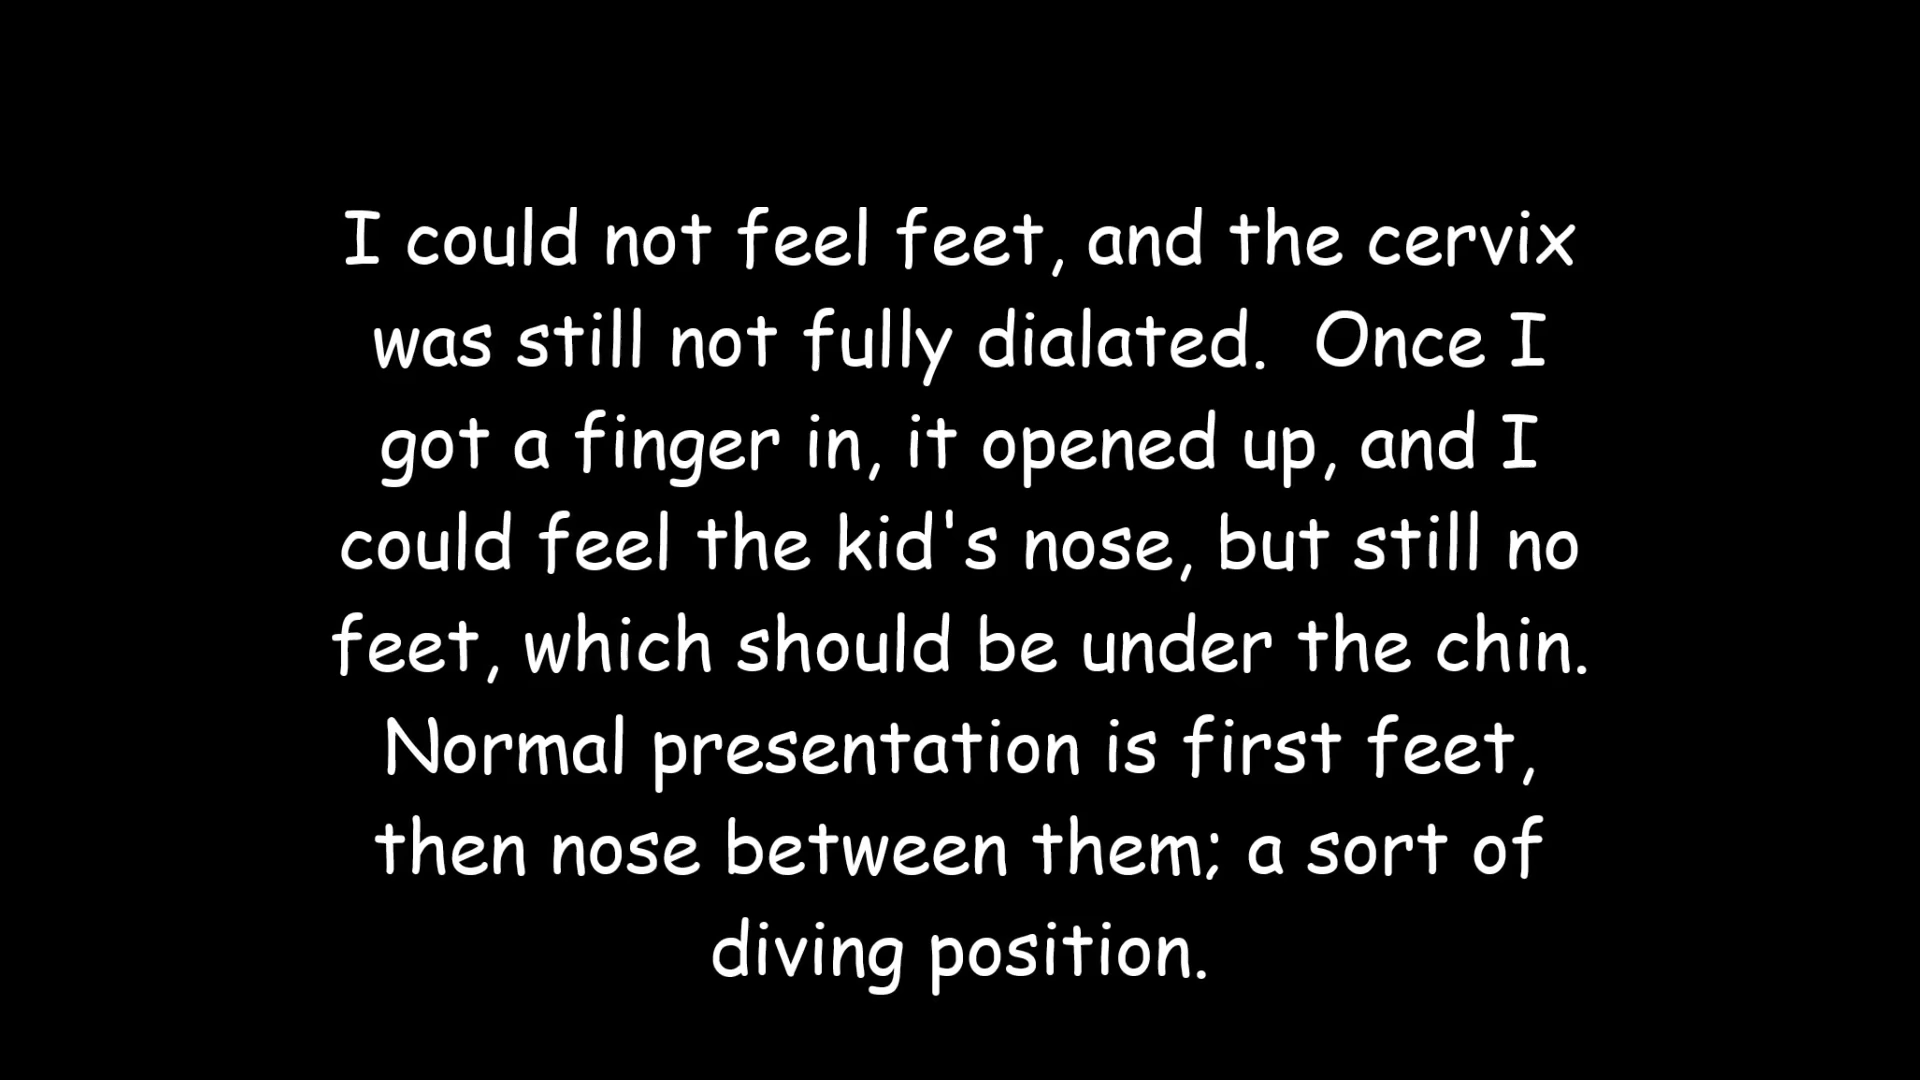 I could not feel feet, and the cervix
was still not fully dialated.  Once I
got a finger in, it opened up, and I
could feel the kid's nose, but still no
feet, which should be under the chin.
Normal presentation is first feet,
then nose between them; a sort of
diving position.